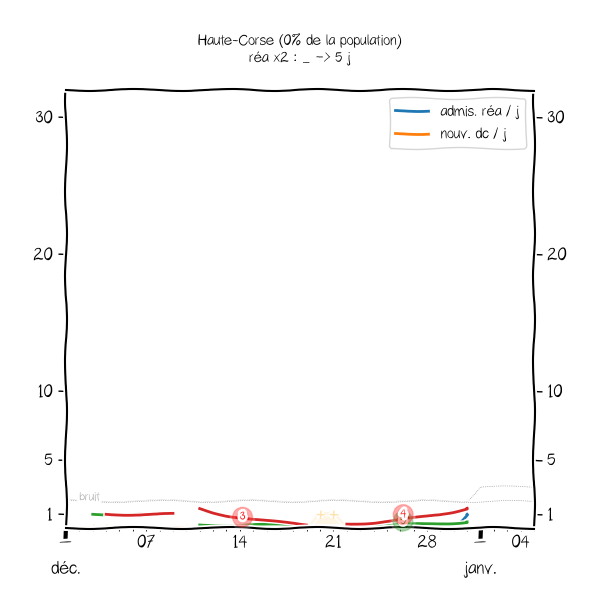 Haute-Corse (0% de la population)
réa x2 : _ -> 5 j
admis. réa / j
nouv. dc / j
30
30
20
20
10
10
5
5
bruit
1
1
3
4
07
14
21
28
04
déc.
janv.